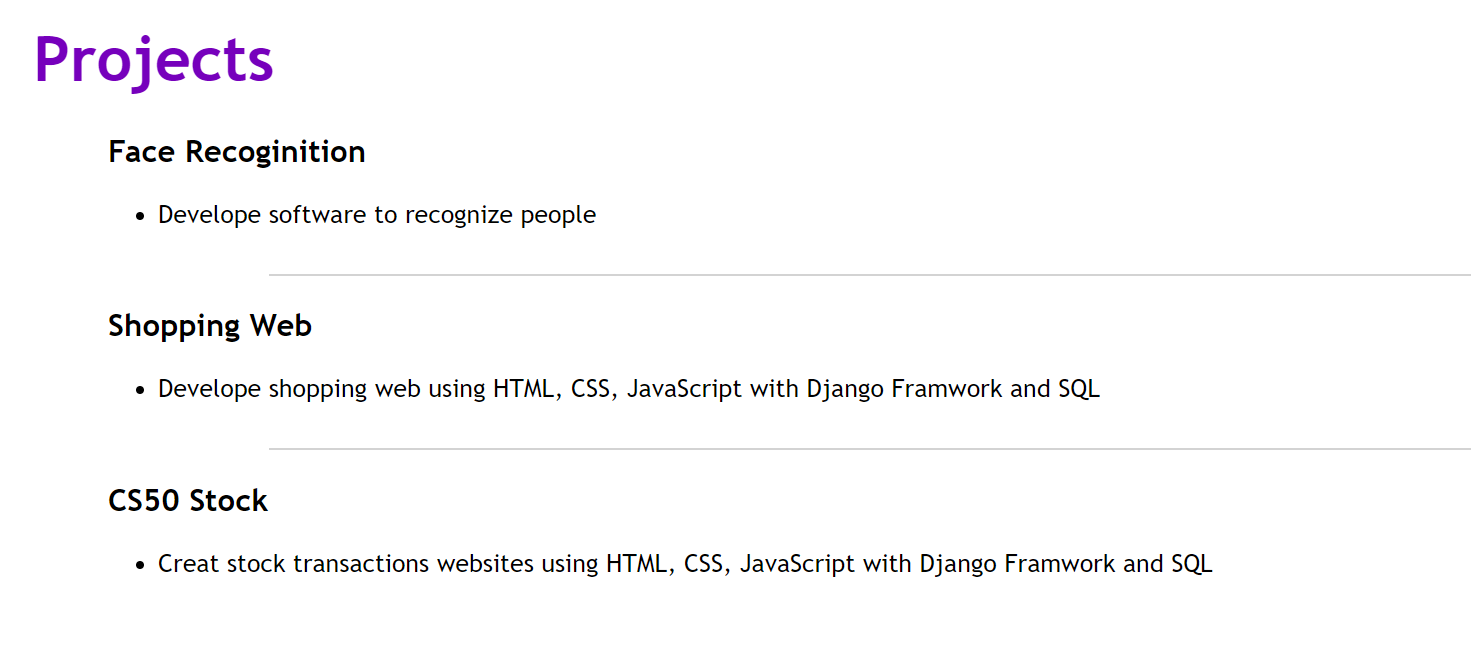 Projects
Face Recoginition
• Develope software to recognize people
Shopping Web
• Develope shopping web using HTML, CSS, JavaScript with Django Framwork and SQL
CS50 Stock
• Creat stock transactions websites using HTML, CSS, JavaScript with Django Framwork and SQL